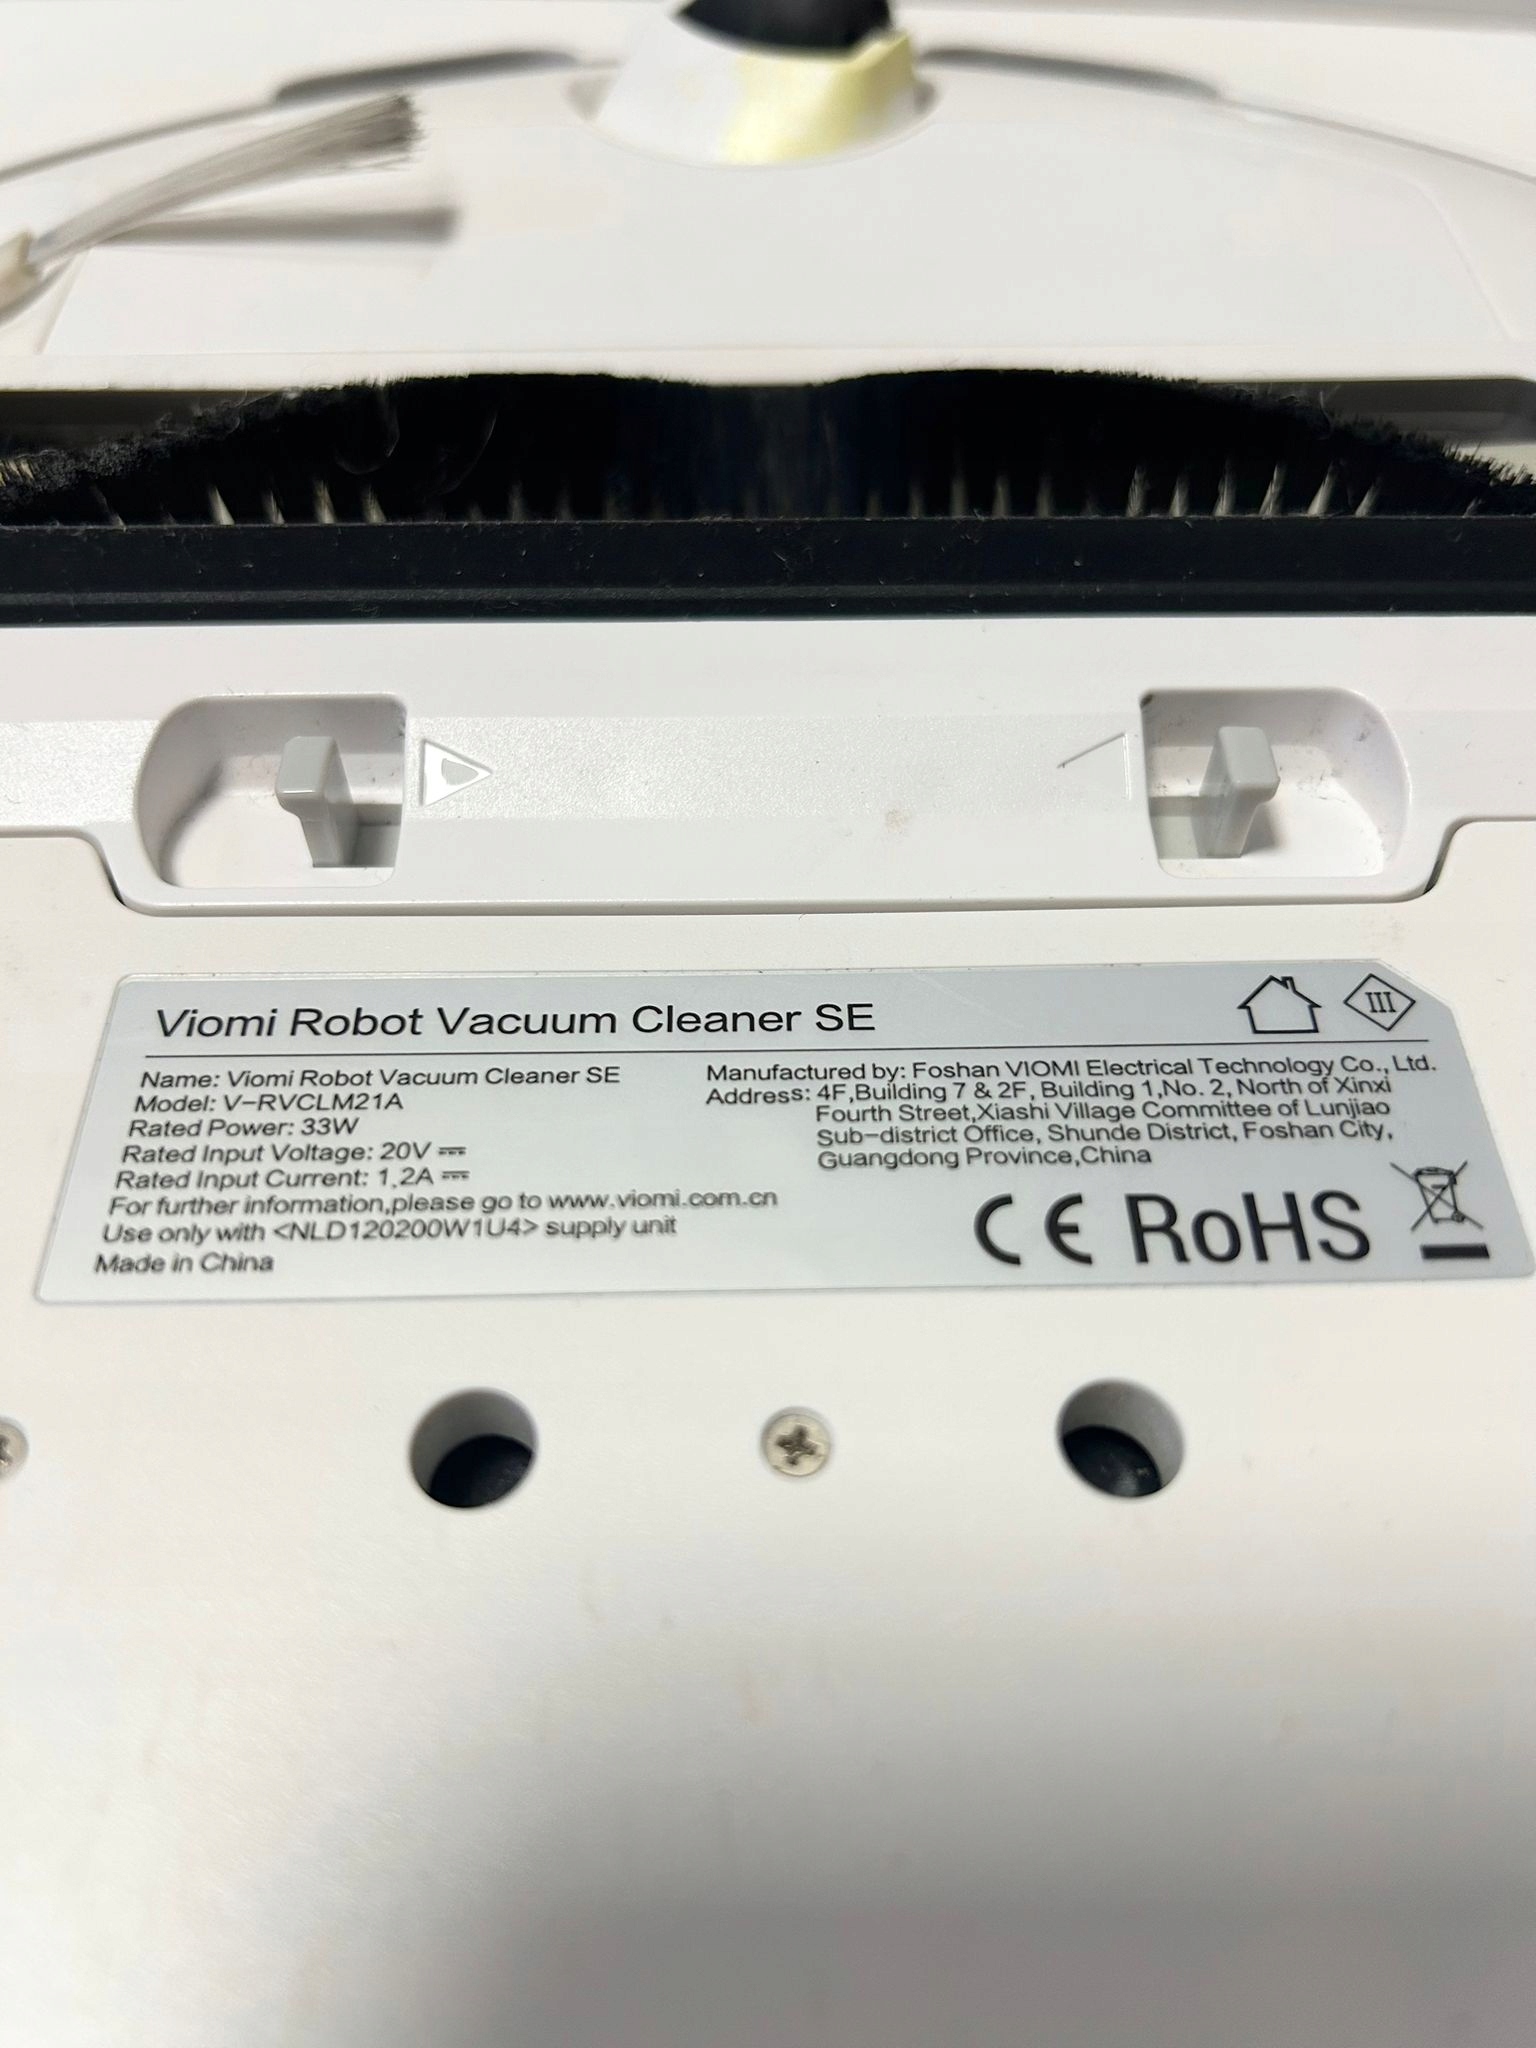 Viomi Robot Vacuum Cleaner SE
III
Name: Viomi Robot Vacuum Cleaner SE
Model: V-RVCLM21A
Rated Power: 33W
Rated Input Voltage: 20V
Rated Input Current: 1.2A
For further information,please go to www.viomi.com.cn
Use only with <NLD120200W1U4> supply unit
Made in China
Manufactured by: Foshan VIOMI Electrical Technology Co., Ltd.
Address: 4F,Building 7 & 2F, Building 1,No. 2, North of Xinxi
Fourth Street,Xiashi Village Committee of Lunjiao
Sub-district Office, Shunde District, Foshan City,
Guangdong Province,China
CE RoHS